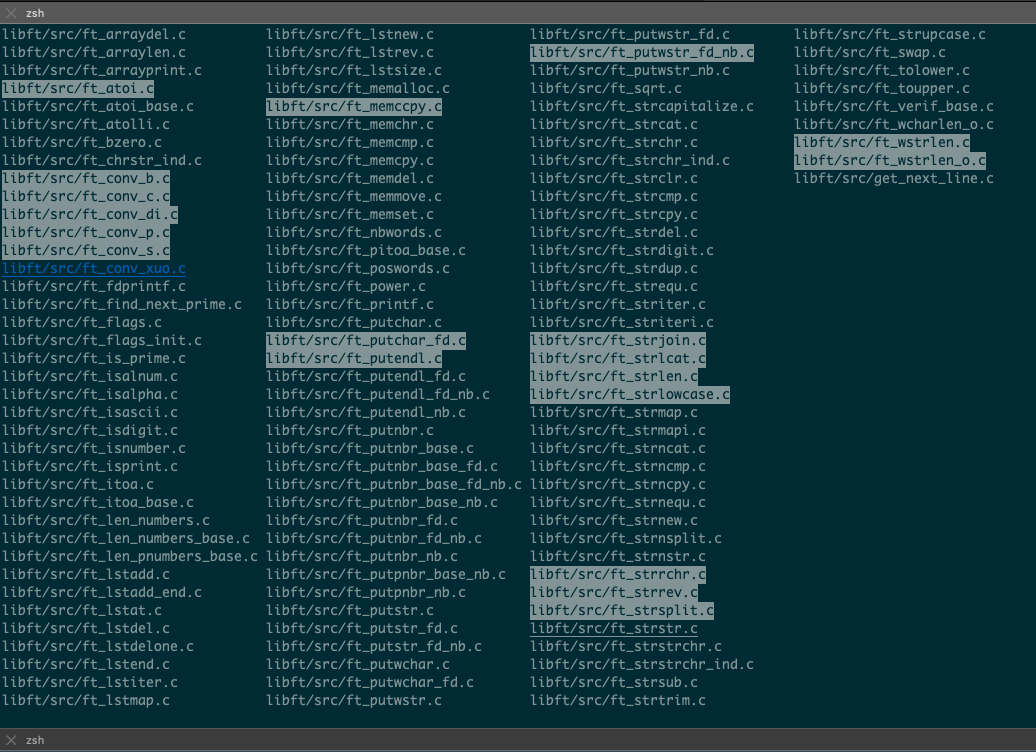 zsh
libft/src/ft_arraydel.c libft/src/ft_lstnew.c libft/src/ft_putwstr_fd.c libft/src/ft_strupcase.c
libft/src/ft_arraylen.c libft/src/ft_lstrev.c libft/src/ft_putwstr_fd_nb.c libft/src/ft_swap.c
libft/src/ft_arrayprint.c libft/src/ft_lstsize.c libft/src/ft_putwstr_nb.c libft/src/ft_tolower.c
libft/src/ft_atoi.c libft/src/ft_memalloc.c libft/src/ft_sqrt.c libft/src/ft_toupper.c
libft/src/ft_atoi_base.c libft/src/ft_memccpy.c libft/src/ft_strcapitalize.c libft/src/ft_verif_base.c
libft/src/ft_atolli.c libft/src/ft_memchr.c libft/src/ft_strcat.c libft/src/ft_wcharlen_o.c
libft/src/ft_bzero.c libft/src/ft_memcmp.c libft/src/ft_strchr.c libft/src/ft_wstrlen.c
libft/src/ft_chrstr_ind.c libft/src/ft_memcpy.c libft/src/ft_strchr_ind.c libft/src/ft_wstrlen_o.c
libft/src/ft_conv_b.c libft/src/ft_memdel.c libft/src/ft_strclr.c libft/src/get_next_line.c
libft/src/ft_conv_c.c libft/src/ft_memmove.c libft/src/ft_strcmp.c
libft/src/ft_conv_di.c libft/src/ft_memset.c libft/src/ft_strcpy.c
libft/src/ft_conv_p.c libft/src/ft_nbwords.c libft/src/ft_strdel.c
libft/src/ft_conv_s.c libft/src/ft_pitoa_base.c libft/src/ft_strdigit.c
libft/src/ft_conv_xuo.c libft/src/ft_poswords.c libft/src/ft_strdup.c
libft/src/ft_fdprintf.c libft/src/ft_power.c libft/src/ft_strequ.c
libft/src/ft_find_next_prime.c libft/src/ft_printf.c libft/src/ft_striter.c
libft/src/ft_flags.c libft/src/ft_putchar.c libft/src/ft_striteri.c
libft/src/ft_flags_init.c libft/src/ft_putchar_fd.c libft/src/ft_strjoin.c
libft/src/ft_is_prime.c libft/src/ft_putendl.c libft/src/ft_strlcat.c
libft/src/ft_isalnum.c libft/src/ft_putendl_fd.c libft/src/ft_strlen.c
libft/src/ft_isalpha.c libft/src/ft_putendl_fd_nb.c libft/src/ft_strlowcase.c
libft/src/ft_isascii.c libft/src/ft_putendl_nb.c libft/src/ft_strmap.c
libft/src/ft_isdigit.c libft/src/ft_putnbr.c libft/src/ft_strmapi.c
libft/src/ft_isnumber.c libft/src/ft_putnbr_base.c libft/src/ft_strncat.c
libft/src/ft_isprint.c libft/src/ft_putnbr_base_fd.c libft/src/ft_strncmp.c
libft/src/ft_itoa.c libft/src/ft_putnbr_base_fd_nb.c libft/src/ft_strncpy.c
libft/src/ft_itoa_base.c libft/src/ft_putnbr_base_nb.c libft/src/ft_strnequ.c
libft/src/ft_len_numbers.c libft/src/ft_putnbr_fd.c libft/src/ft_strnew.c
libft/src/ft_len_numbers_base.c libft/src/ft_putnbr_fd_nb.c libft/src/ft_strnsplit.c
libft/src/ft_len_pnumbers_base.c libft/src/ft_putnbr_nb.c libft/src/ft_strnstr.c
libft/src/ft_lstadd.c libft/src/ft_putpnbr_base_nb.c libft/src/ft_strrchr.c
libft/src/ft_lstadd_end.c libft/src/ft_putpnbr_nb.c libft/src/ft_strrev.c
libft/src/ft_lstat.c libft/src/ft_putstr.c libft/src/ft_strsplit.c
libft/src/ft_lstdel.c libft/src/ft_putstr_fd.c libft/src/ft_strstr.c
libft/src/ft_lstdelone.c libft/src/ft_putstr_fd_nb.c libft/src/ft_strstrchr.c
libft/src/ft_lstend.c libft/src/ft_putwchar.c libft/src/ft_strstrchr_ind.c
libft/src/ft_lstiter.c libft/src/ft_putwchar_fd.c libft/src/ft_strsub.c
libft/src/ft_lstmap.c libft/src/ft_putwstr.c libft/src/ft_strtrim.c
zsh